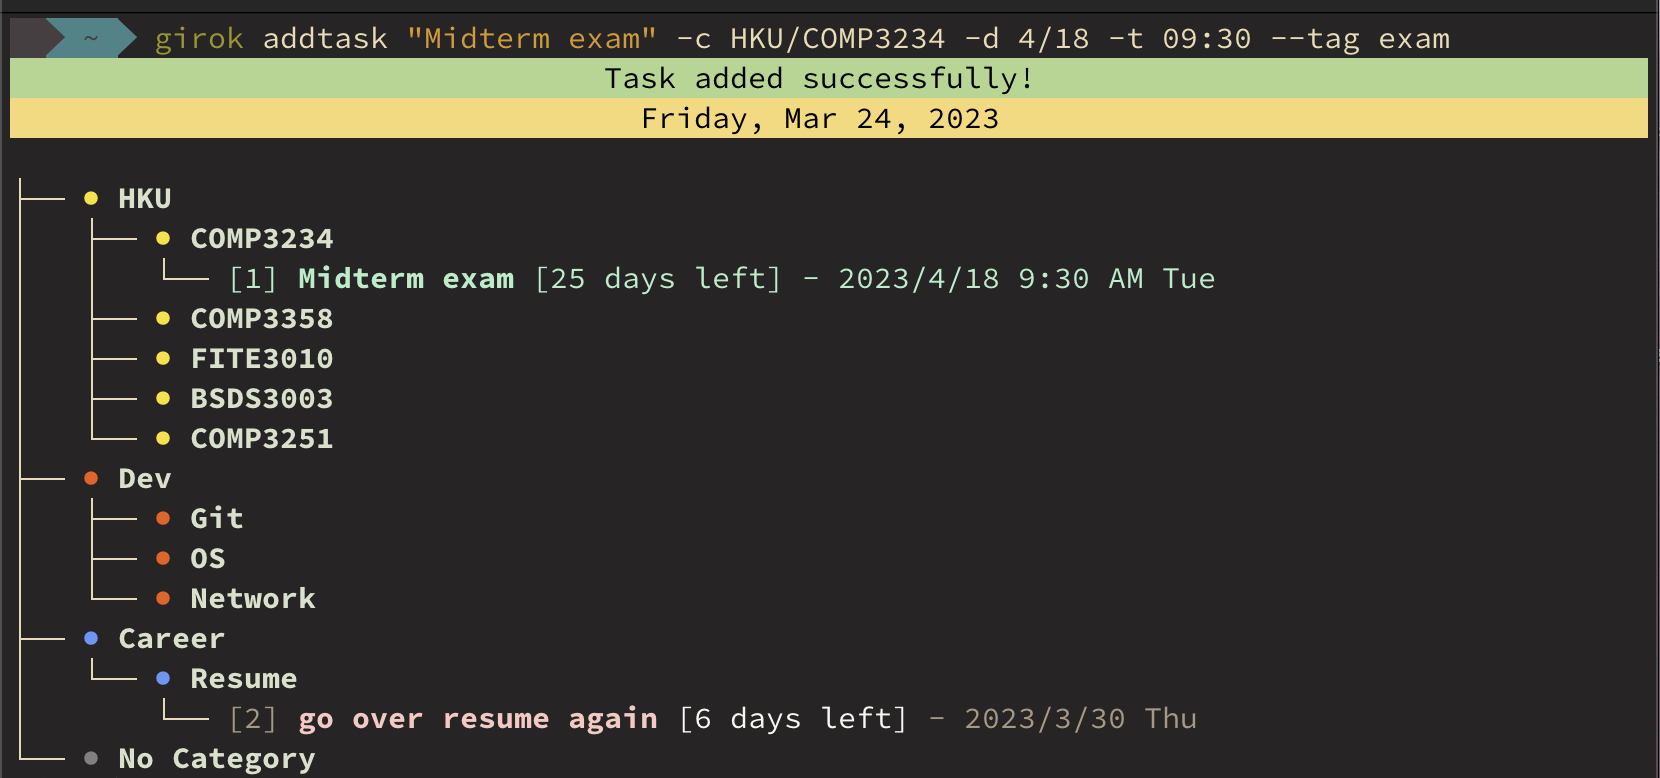 ~ girok addtask "Midterm exam" -c HKU/COMP3234 -d 4/18 -t 09:30 --tag exam
Task added successfully!
Friday, Mar 24, 2023
HKU
COMP3234
[1] Midterm exam [25 days left] - 2023/4/18 9:30 AM Tue
COMP3358
FITE3010
BSDS3003
COMP3251
Dev
Git
OS
Network
Career
Resume
[2] go over resume again [6 days left] - 2023/3/30 Thu
No Category